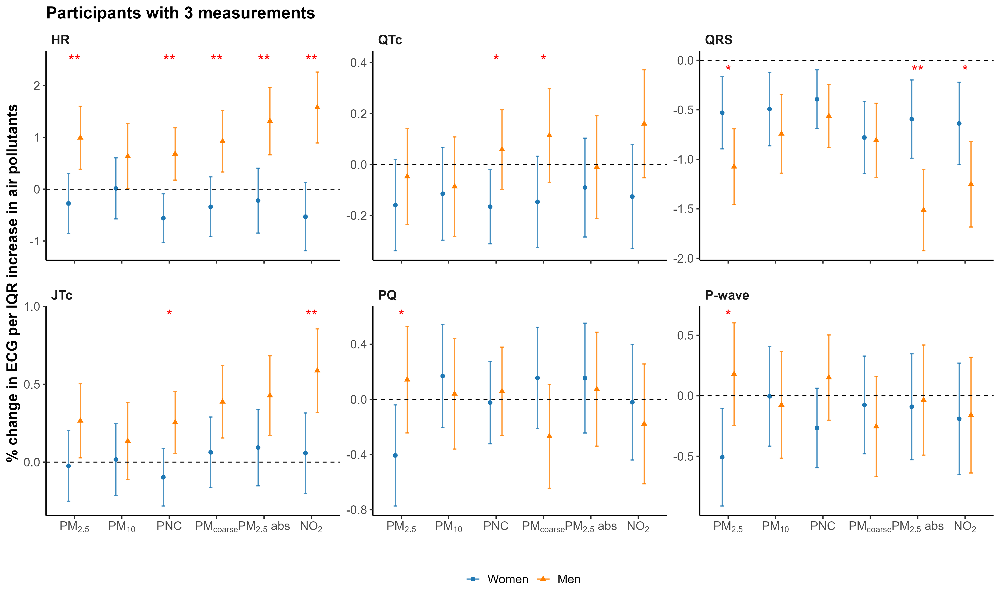 Participants with 3 measurements
% change in ECG per IQR increase in air pollutants
HR
** ** ** ** **
2
1
0
-1
QTc
* *
0.4
0.2
0.0
-0.2
QRS
* ** *
0.0
-0.5
-1.0
-1.5
-2.0
JTc
* **
1.0
0.5
0.0
PM2.5 PM10 PNC PMcoarse PM2.5 abs NO2
PQ
*
0.4
0.0
-0.4
-0.8
PM2.5 PM10 PNC PMcoarse PM2.5 abs NO2
P-wave
*
0.5
0.0
-0.5
PM2.5 PM10 PNC PMcoarse PM2.5 abs NO2
Women Men